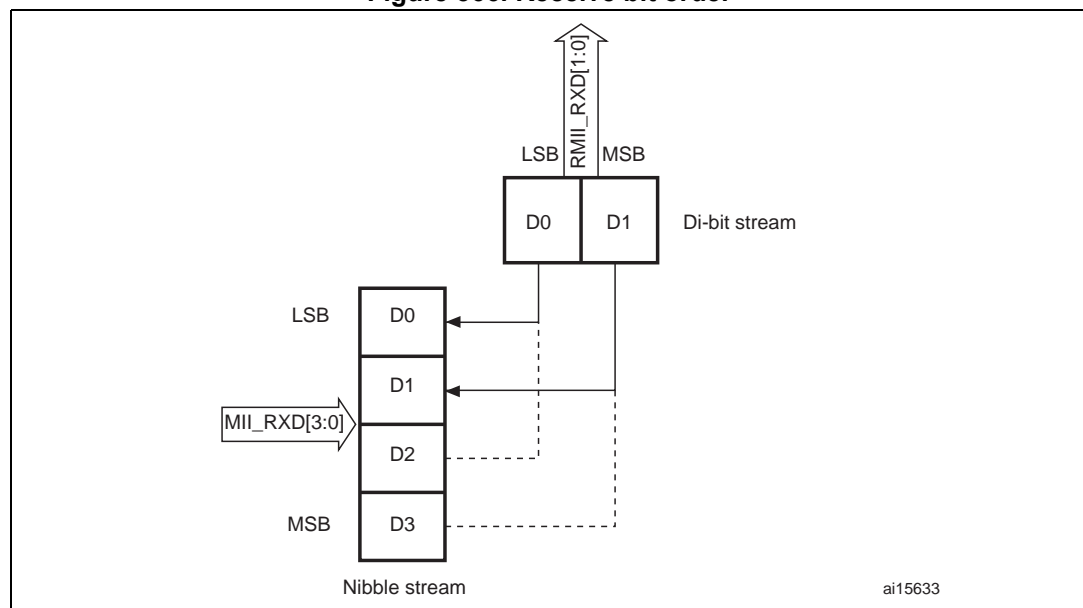 RMII_RXD[1:0]
LSB
MSB
D0
D1
Di-bit stream
LSB
D0
D1
MII_RXD[3:0]
D2
MSB
D3
Nibble stream
ai15633